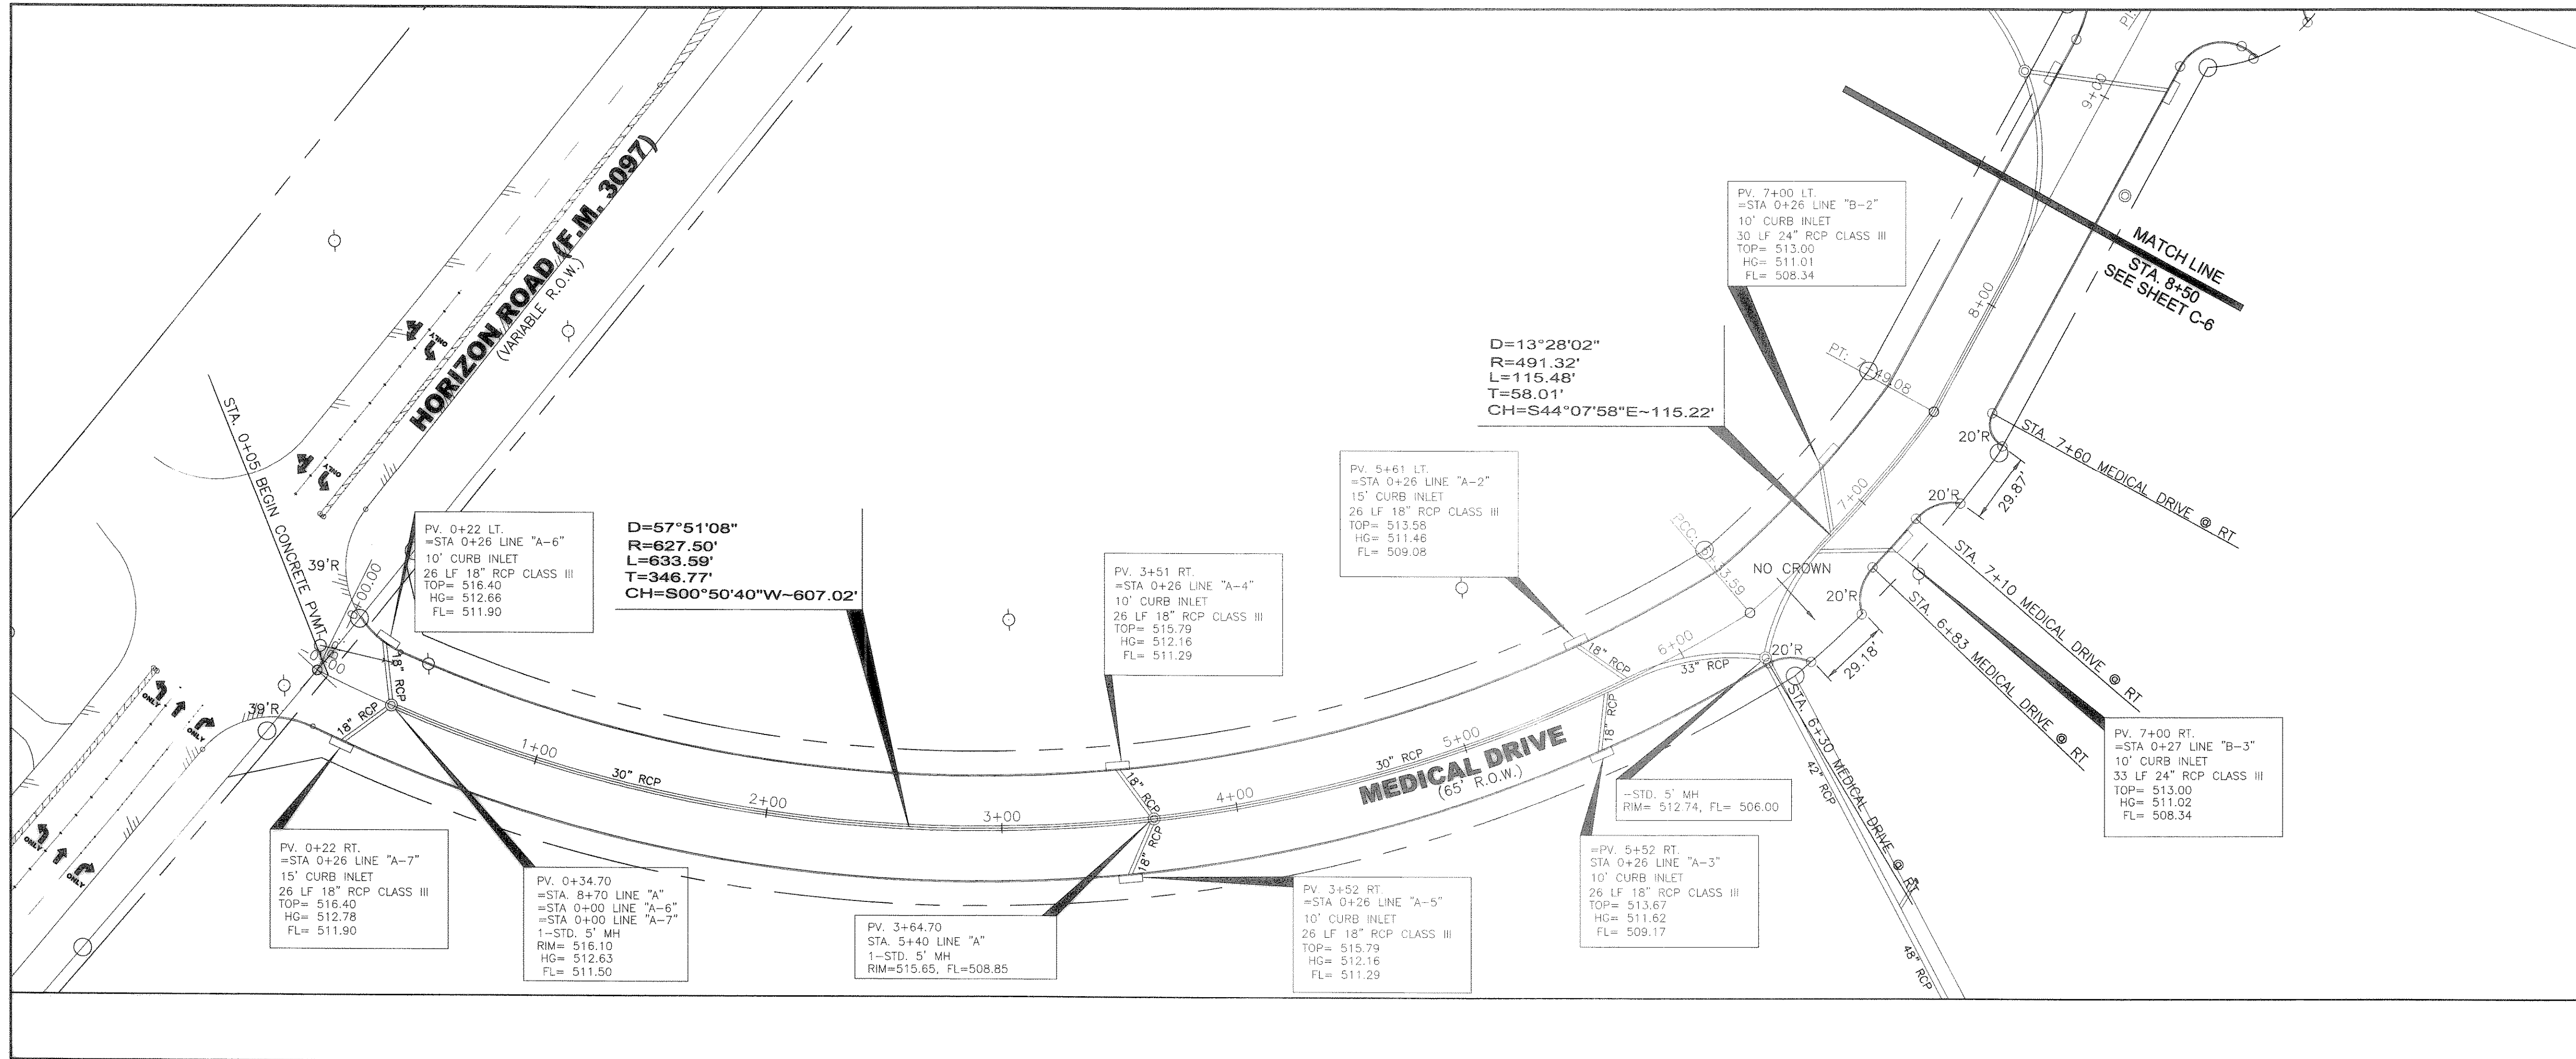 HORIZON ROAD (F.M. 3097)
(VARIABLE R.O.W.)
ONLY
ONLY
ONLY
ONLY
ONLY
ONLY
STA. 0+05 BEGIN CONCRETE PVMT
39'R
39'R
PV. 0+22 LT.
=STA 0+26 LINE "A-6"
10' CURB INLET
26 LF 18" RCP CLASS III
TOP= 516.40
HG= 512.66
FL= 511.90
D=57°51'08"
R=627.50'
L=633.59'
T=346.77'
CH=S00°50'40"W~607.02'
PV. 3+51 RT.
=STA 0+26 LINE "A-4"
10' CURB INLET
26 LF 18" RCP CLASS III
TOP= 515.79
HG= 512.16
FL= 511.29
PV. 5+61 LT.
=STA 0+26 LINE "A-2"
15' CURB INLET
26 LF 18" RCP CLASS III
TOP= 513.58
HG= 511.46
FL= 509.08
D=13°28'02"
R=491.32'
L=115.48'
T=58.01'
CH=S44°07'58"E~115.22'
PV. 7+00 LT.
=STA 0+26 LINE "B-2"
10' CURB INLET
30 LF 24" RCP CLASS III
TOP= 513.00
HG= 511.01
FL= 508.34
PI:
9+00
MATCH LINE
STA. 8+50
SEE SHEET C-6
8+00
PT: 7+49.08
7+00
PCC: 6+33.59
NO CROWN
6+00
20'R
20'R
20'R
20'R
29.87'
29.18'
STA. 7+60 MEDICAL DRIVE @ RT
STA. 7+10 MEDICAL DRIVE @ RT
STA. 6+83 MEDICAL DRIVE @ RT
STA. 6+30 MEDICAL DRIVE @ RT
18" RCP
18" RCP
1+00
30" RCP
2+00
3+00
18" RCP
18" RCP
4+00
30" RCP
5+00
18" RCP
18" RCP
33" RCP
42" RCP
48" RCP
MEDICAL DRIVE
(65' R.O.W.)
PV. 0+22 RT.
=STA 0+26 LINE "A-7"
15' CURB INLET
26 LF 18" RCP CLASS III
TOP= 516.40
HG= 512.78
FL= 511.90
PV. 0+34.70
=STA. 8+70 LINE "A"
=STA 0+00 LINE "A-6"
=STA 0+00 LINE "A-7"
1-STD. 5' MH
RIM= 516.10
HG= 512.63
FL= 511.50
PV. 3+64.70
STA. 5+40 LINE "A"
1-STD. 5' MH
RIM=515.65, FL=508.85
PV. 3+52 RT.
=STA 0+26 LINE "A-5"
10' CURB INLET
26 LF 18" RCP CLASS III
TOP= 515.79
HG= 512.16
FL= 511.29
-STD. 5' MH
RIM= 512.74, FL= 506.00
=PV. 5+52 RT.
STA 0+26 LINE "A-3"
10' CURB INLET
26 LF 18" RCP CLASS III
TOP= 513.67
HG= 511.62
FL= 509.17
PV. 7+00 RT.
=STA 0+27 LINE "B-3"
10' CURB INLET
33 LF 24" RCP CLASS III
TOP= 513.00
HG= 511.02
FL= 508.34